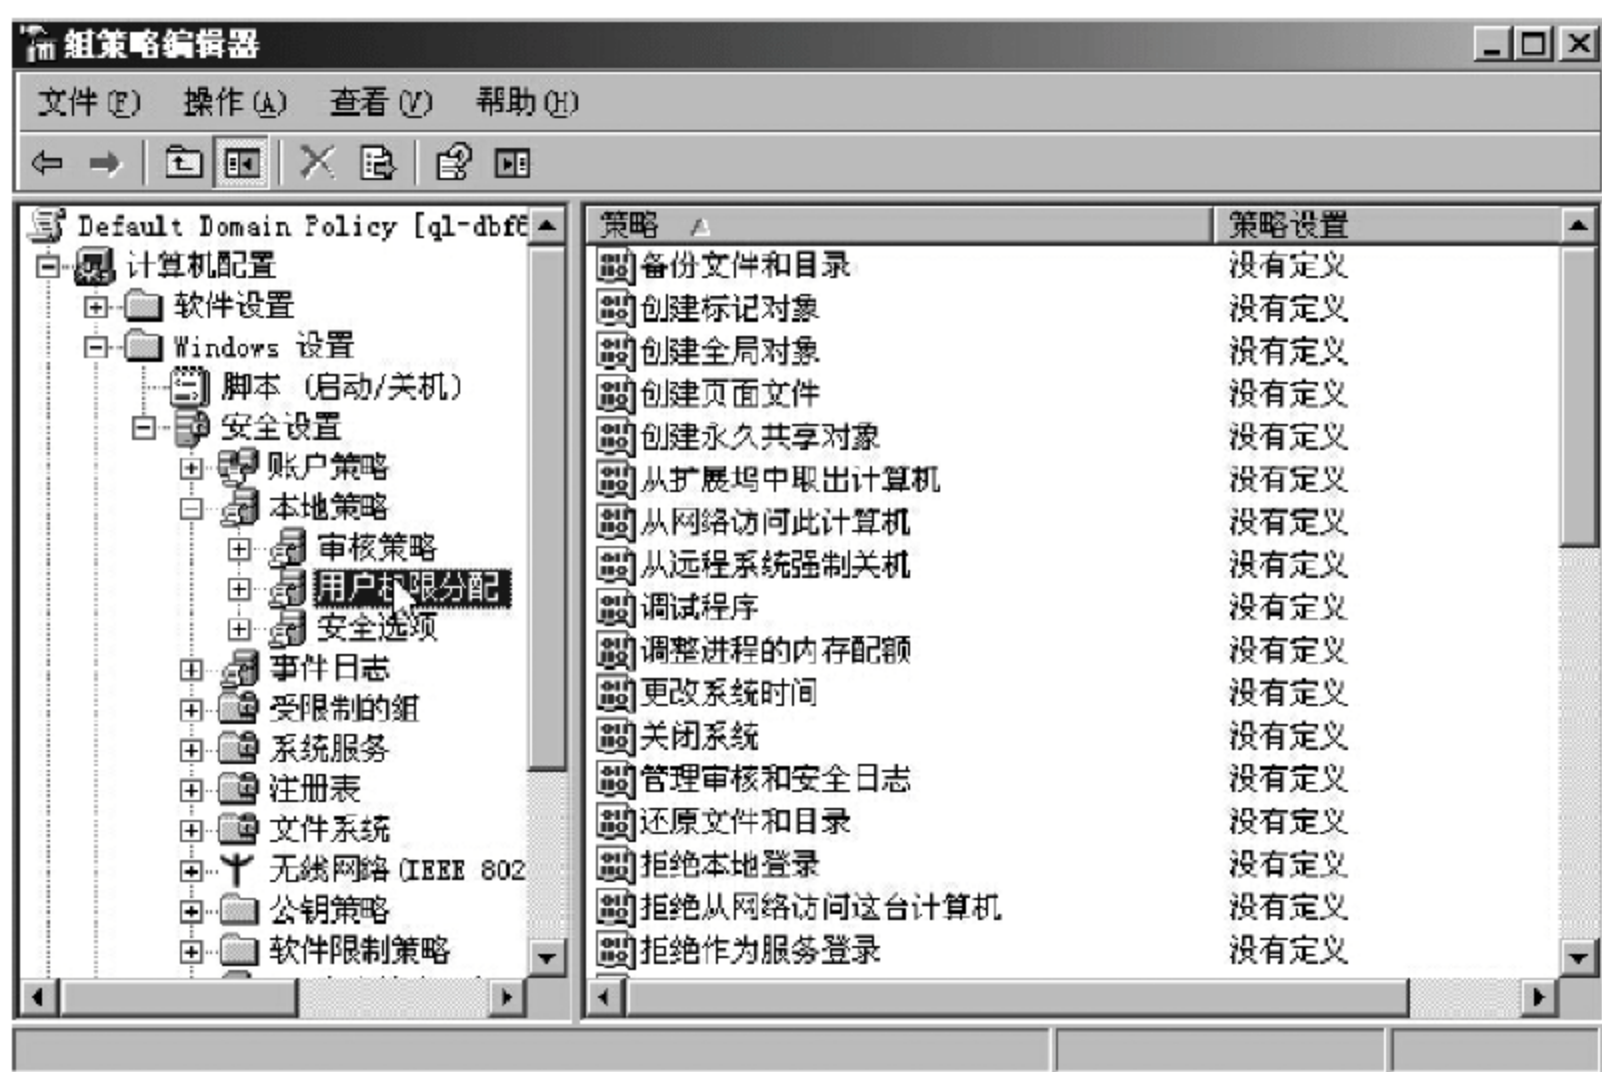 组策略编辑器
文件(F) 操作(A) 查看(V) 帮助(H)
Default Domain Policy [ql-dbf6
计算机配置
软件设置
Windows 设置
脚本 (启动/关机)
安全设置
账户策略
本地策略
审核策略
用户权限分配
安全选项
事件日志
受限制的组
系统服务
注册表
文件系统
无线网络(IEEE 802
公钥策略
软件限制策略
策略 策略设置
备份文件和目录 没有定义
创建标记对象 没有定义
创建全局对象 没有定义
创建页面文件 没有定义
创建永久共享对象 没有定义
从扩展坞中取出计算机 没有定义
从网络访问此计算机 没有定义
从远程系统强制关机 没有定义
调试程序 没有定义
调整进程的内存配额 没有定义
更改系统时间 没有定义
关闭系统 没有定义
管理审核和安全日志 没有定义
还原文件和目录 没有定义
拒绝本地登录 没有定义
拒绝从网络访问这台计算机 没有定义
拒绝作为服务登录 没有定义